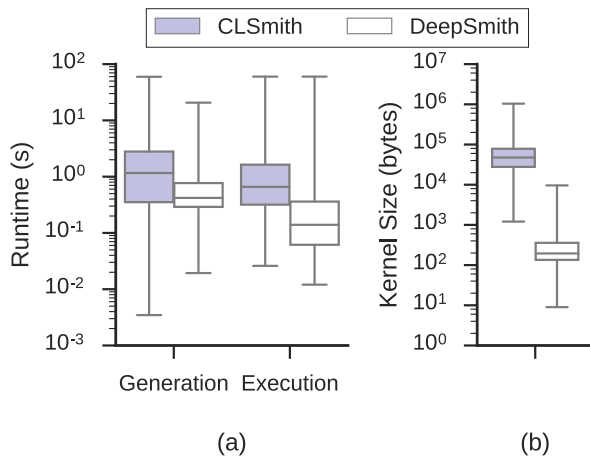 CLSmith DeepSmith
Runtime (s)
10²
10¹
10⁰
10⁻¹
10⁻²
10⁻³
Generation Execution
(a)
Kernel Size (bytes)
10⁷
10⁶
10⁵
10⁴
10³
10²
10¹
10⁰
(b)